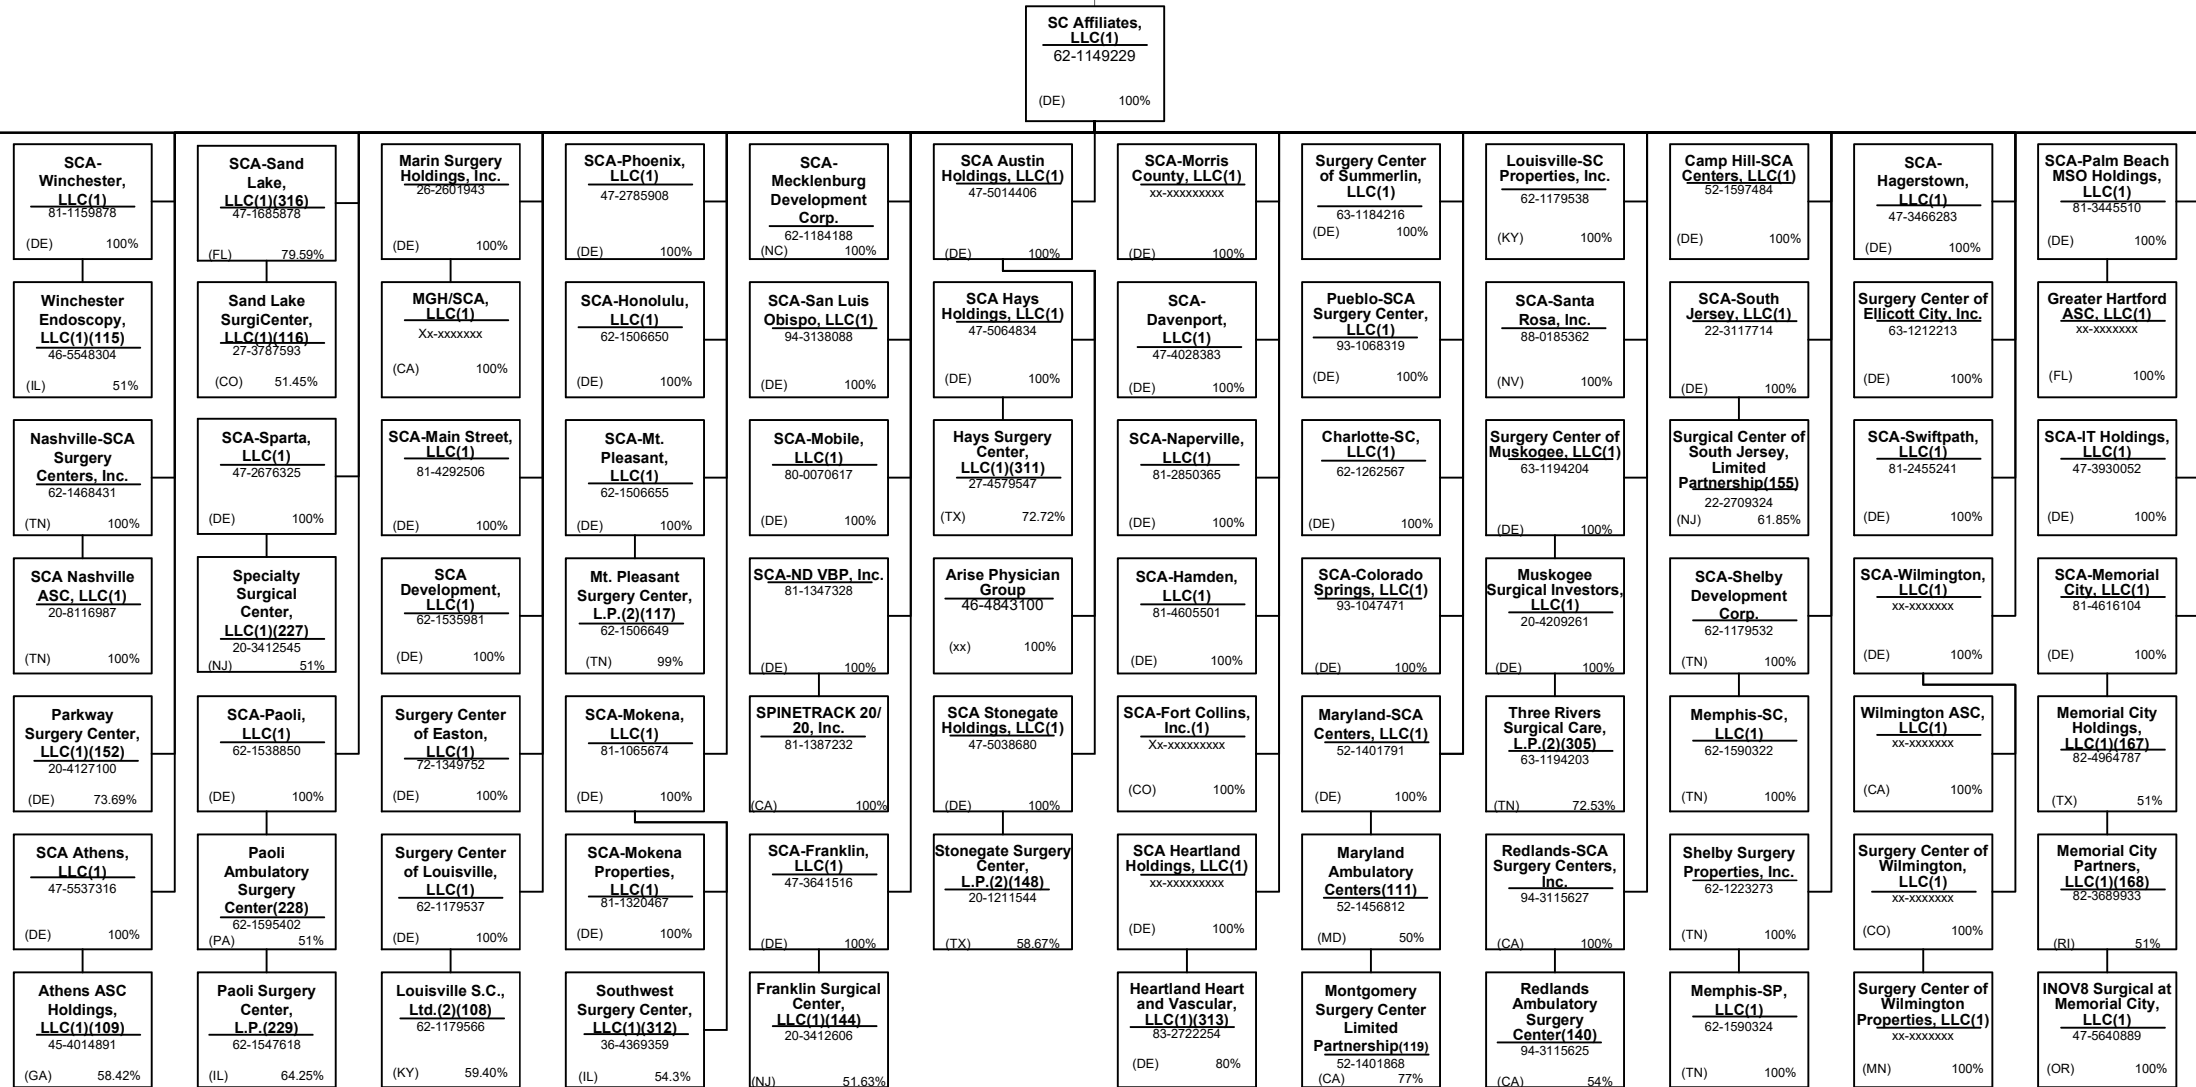 SC Affiliates,
LLC(1)
62-1149229
(DE) 100%
SCA-
Winchester,
LLC(1)
81-1159878
(DE) 100%
Winchester
Endoscopy,
LLC(1)(115)
46-5548304
(IL) 51%
Nashville-SCA
Surgery
Centers, Inc.
62-1468431
(TN) 100%
SCA Nashville
ASC, LLC(1)
20-8116987
(TN) 100%
Parkway
Surgery Center,
LLC(1)(152)
20-4127100
(DE) 73.69%
SCA Athens,
LLC(1)
47-5537316
(DE) 100%
Athens ASC
Holdings,
LLC(1)(109)
45-4014891
(GA) 58.42%
SCA-Sand
Lake,
LLC(1)(316)
47-1685878
(FL) 79.59%
Sand Lake
SurgiCenter,
LLC(1)(116)
27-3787593
(CO) 51.45%
SCA-Sparta,
LLC(1)
47-2676325
(DE) 100%
Specialty
Surgical
Center,
LLC(1)(227)
20-3412545
(NJ) 51%
SCA-Paoli,
LLC(1)
62-1538850
(DE) 100%
Paoli
Ambulatory
Surgery
Center(228)
62-1595402
(PA) 51%
Paoli Surgery
Center,
L.P.(229)
62-1547618
(IL) 64.25%
Marin Surgery
Holdings, Inc.
26-2601943
(DE) 100%
MGH/SCA,
LLC(1)
Xx-xxxxxxx
(CA) 100%
SCA-Main Street,
LLC(1)
81-4292506
(DE) 100%
SCA
Development,
LLC(1)
62-1535981
(DE) 100%
Surgery Center
of Easton,
LLC(1)
72-1349752
(DE) 100%
Surgery Center
of Louisville,
LLC(1)
62-1179537
(DE) 100%
Louisville S.C.,
Ltd.(2)(108)
62-1179566
(KY) 59.40%
SCA-Phoenix,
LLC(1)
47-2785908
(DE) 100%
SCA-Honolulu,
LLC(1)
62-1506650
(DE) 100%
SCA-Mt.
Pleasant,
LLC(1)
62-1506655
(DE) 100%
Mt. Pleasant
Surgery Center,
L.P.(2)(117)
62-1506649
(TN) 99%
SCA-Mokena,
LLC(1)
81-1065674
(DE) 100%
SCA-Mokena
Properties,
LLC(1)
81-1320467
(DE) 100%
Southwest
Surgery Center,
LLC(1)(312)
36-4369359
(IL) 54.3%
SCA-
Mecklenburg
Development
Corp.
62-1184188
(NC) 100%
SCA-San Luis
Obispo, LLC(1)
94-3138088
(DE) 100%
SCA-Mobile,
LLC(1)
80-0070617
(DE) 100%
SCA-ND VBP, Inc.
81-1347328
(DE) 100%
SPINETRACK 20/
20, Inc.
81-1387232
(CA) 100%
SCA-Franklin,
LLC(1)
47-3641516
(DE) 100%
Franklin Surgical
Center,
LLC(1)(144)
20-3412606
(NJ) 51.63%
SCA Austin
Holdings, LLC(1)
47-5014406
(DE) 100%
SCA Hays
Holdings, LLC(1)
47-5064834
(DE) 100%
Hays Surgery
Center,
LLC(1)(311)
27-4579547
(TX) 72.72%
Arise Physician
Group
46-4843100
(xx) 100%
SCA Stonegate
Holdings, LLC(1)
47-5038680
(DE) 100%
Stonegate Surgery
Center,
L.P.(2)(148)
20-1211544
(TX) 58.67%
SCA-Morris
County, LLC(1)
xx-xxxxxxxxx
(DE) 100%
SCA-
Davenport,
LLC(1)
47-4028383
(DE) 100%
SCA-Naperville,
LLC(1)
81-2850365
(DE) 100%
SCA-Hamden,
LLC(1)
81-4605501
(DE) 100%
SCA-Fort Collins,
Inc.(1)
Xx-xxxxxxxxx
(CO) 100%
SCA Heartland
Holdings, LLC(1)
xx-xxxxxxxxx
(DE) 100%
Heartland Heart
and Vascular,
LLC(1)(313)
83-2722254
(DE) 80%
Surgery Center
of Summerlin,
LLC(1)
63-1184216
(DE) 100%
Pueblo-SCA
Surgery Center,
LLC(1)
93-1068319
(DE) 100%
Charlotte-SC,
LLC(1)
62-1262567
(DE) 100%
SCA-Colorado
Springs, LLC(1)
93-1047471
(DE) 100%
Maryland-SCA
Centers, LLC(1)
52-1401791
(DE) 100%
Maryland
Ambulatory
Centers(111)
52-1456812
(MD) 50%
Montgomery
Surgery Center
Limited
Partnership(119)
52-1401868
(CA) 77%
Louisville-SC
Properties, Inc.
62-1179538
(KY) 100%
SCA-Santa
Rosa, Inc.
88-0185362
(NV) 100%
Surgery Center of
Muskogee, LLC(1)
63-1194204
(DE) 100%
Muskogee
Surgical Investors,
LLC(1)
20-4209261
(DE) 100%
Three Rivers
Surgical Care,
L.P.(2)(305)
63-1194203
(TN) 72.53%
Redlands-SCA
Surgery Centers,
Inc.
94-3115627
(CA) 100%
Redlands
Ambulatory
Surgery
Center(140)
94-3115625
(CA) 54%
Camp Hill-SCA
Centers, LLC(1)
52-1597484
(DE) 100%
SCA-South
Jersey, LLC(1)
22-3117714
(DE) 100%
Surgical Center of
South Jersey,
Limited
Partnership(155)
22-2709324
(NJ) 61.85%
SCA-Shelby
Development
Corp.
62-1179532
(TN) 100%
Memphis-SC,
LLC(1)
62-1590322
(TN) 100%
Shelby Surgery
Properties, Inc.
62-1223273
(TN) 100%
Memphis-SP,
LLC(1)
62-1590324
(TN) 100%
SCA-
Hagerstown,
LLC(1)
47-3466283
(DE) 100%
Surgery Center of
Ellicott City, Inc.
63-1212213
(DE) 100%
SCA-Swiftpath,
LLC(1)
81-2455241
(DE) 100%
SCA-Wilmington,
LLC(1)
xx-xxxxxxx
(DE) 100%
Wilmington ASC,
LLC(1)
xx-xxxxxxx
(CA) 100%
Surgery Center of
Wilmington,
LLC(1)
xx-xxxxxxx
(CO) 100%
Surgery Center of
Wilmington
Properties, LLC(1)
xx-xxxxxxx
(MN) 100%
SCA-Palm Beach
MSO Holdings,
LLC(1)
81-3445510
(DE) 100%
Greater Hartford
ASC, LLC(1)
xx-xxxxxxx
(FL) 100%
SCA-IT Holdings,
LLC(1)
47-3930052
(DE) 100%
SCA-Memorial
City, LLC(1)
81-4616104
(DE) 100%
Memorial City
Holdings,
LLC(1)(167)
82-4964787
(TX) 51%
Memorial City
Partners,
LLC(1)(168)
82-3689933
(RI) 51%
INOV8 Surgical at
Memorial City,
LLC(1)
47-5640889
(OR) 100%